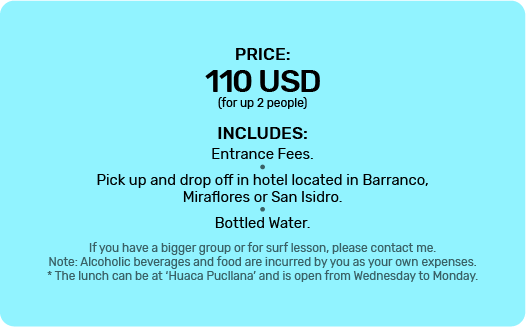 PRICE:
110 USD
(for up 2 people)
INCLUDES:
Entrance Fees.
•
Pick up and drop off in hotel located in Barranco,
Miraflores or San Isidro.
•
Bottled Water.
If you have a bigger group or for surf lesson, please contact me.
Note: Alcoholic beverages and food are incurred by you as your own expenses.
* The lunch can be at ‘Huaca Pucllana’ and is open from Wednesday to Monday.